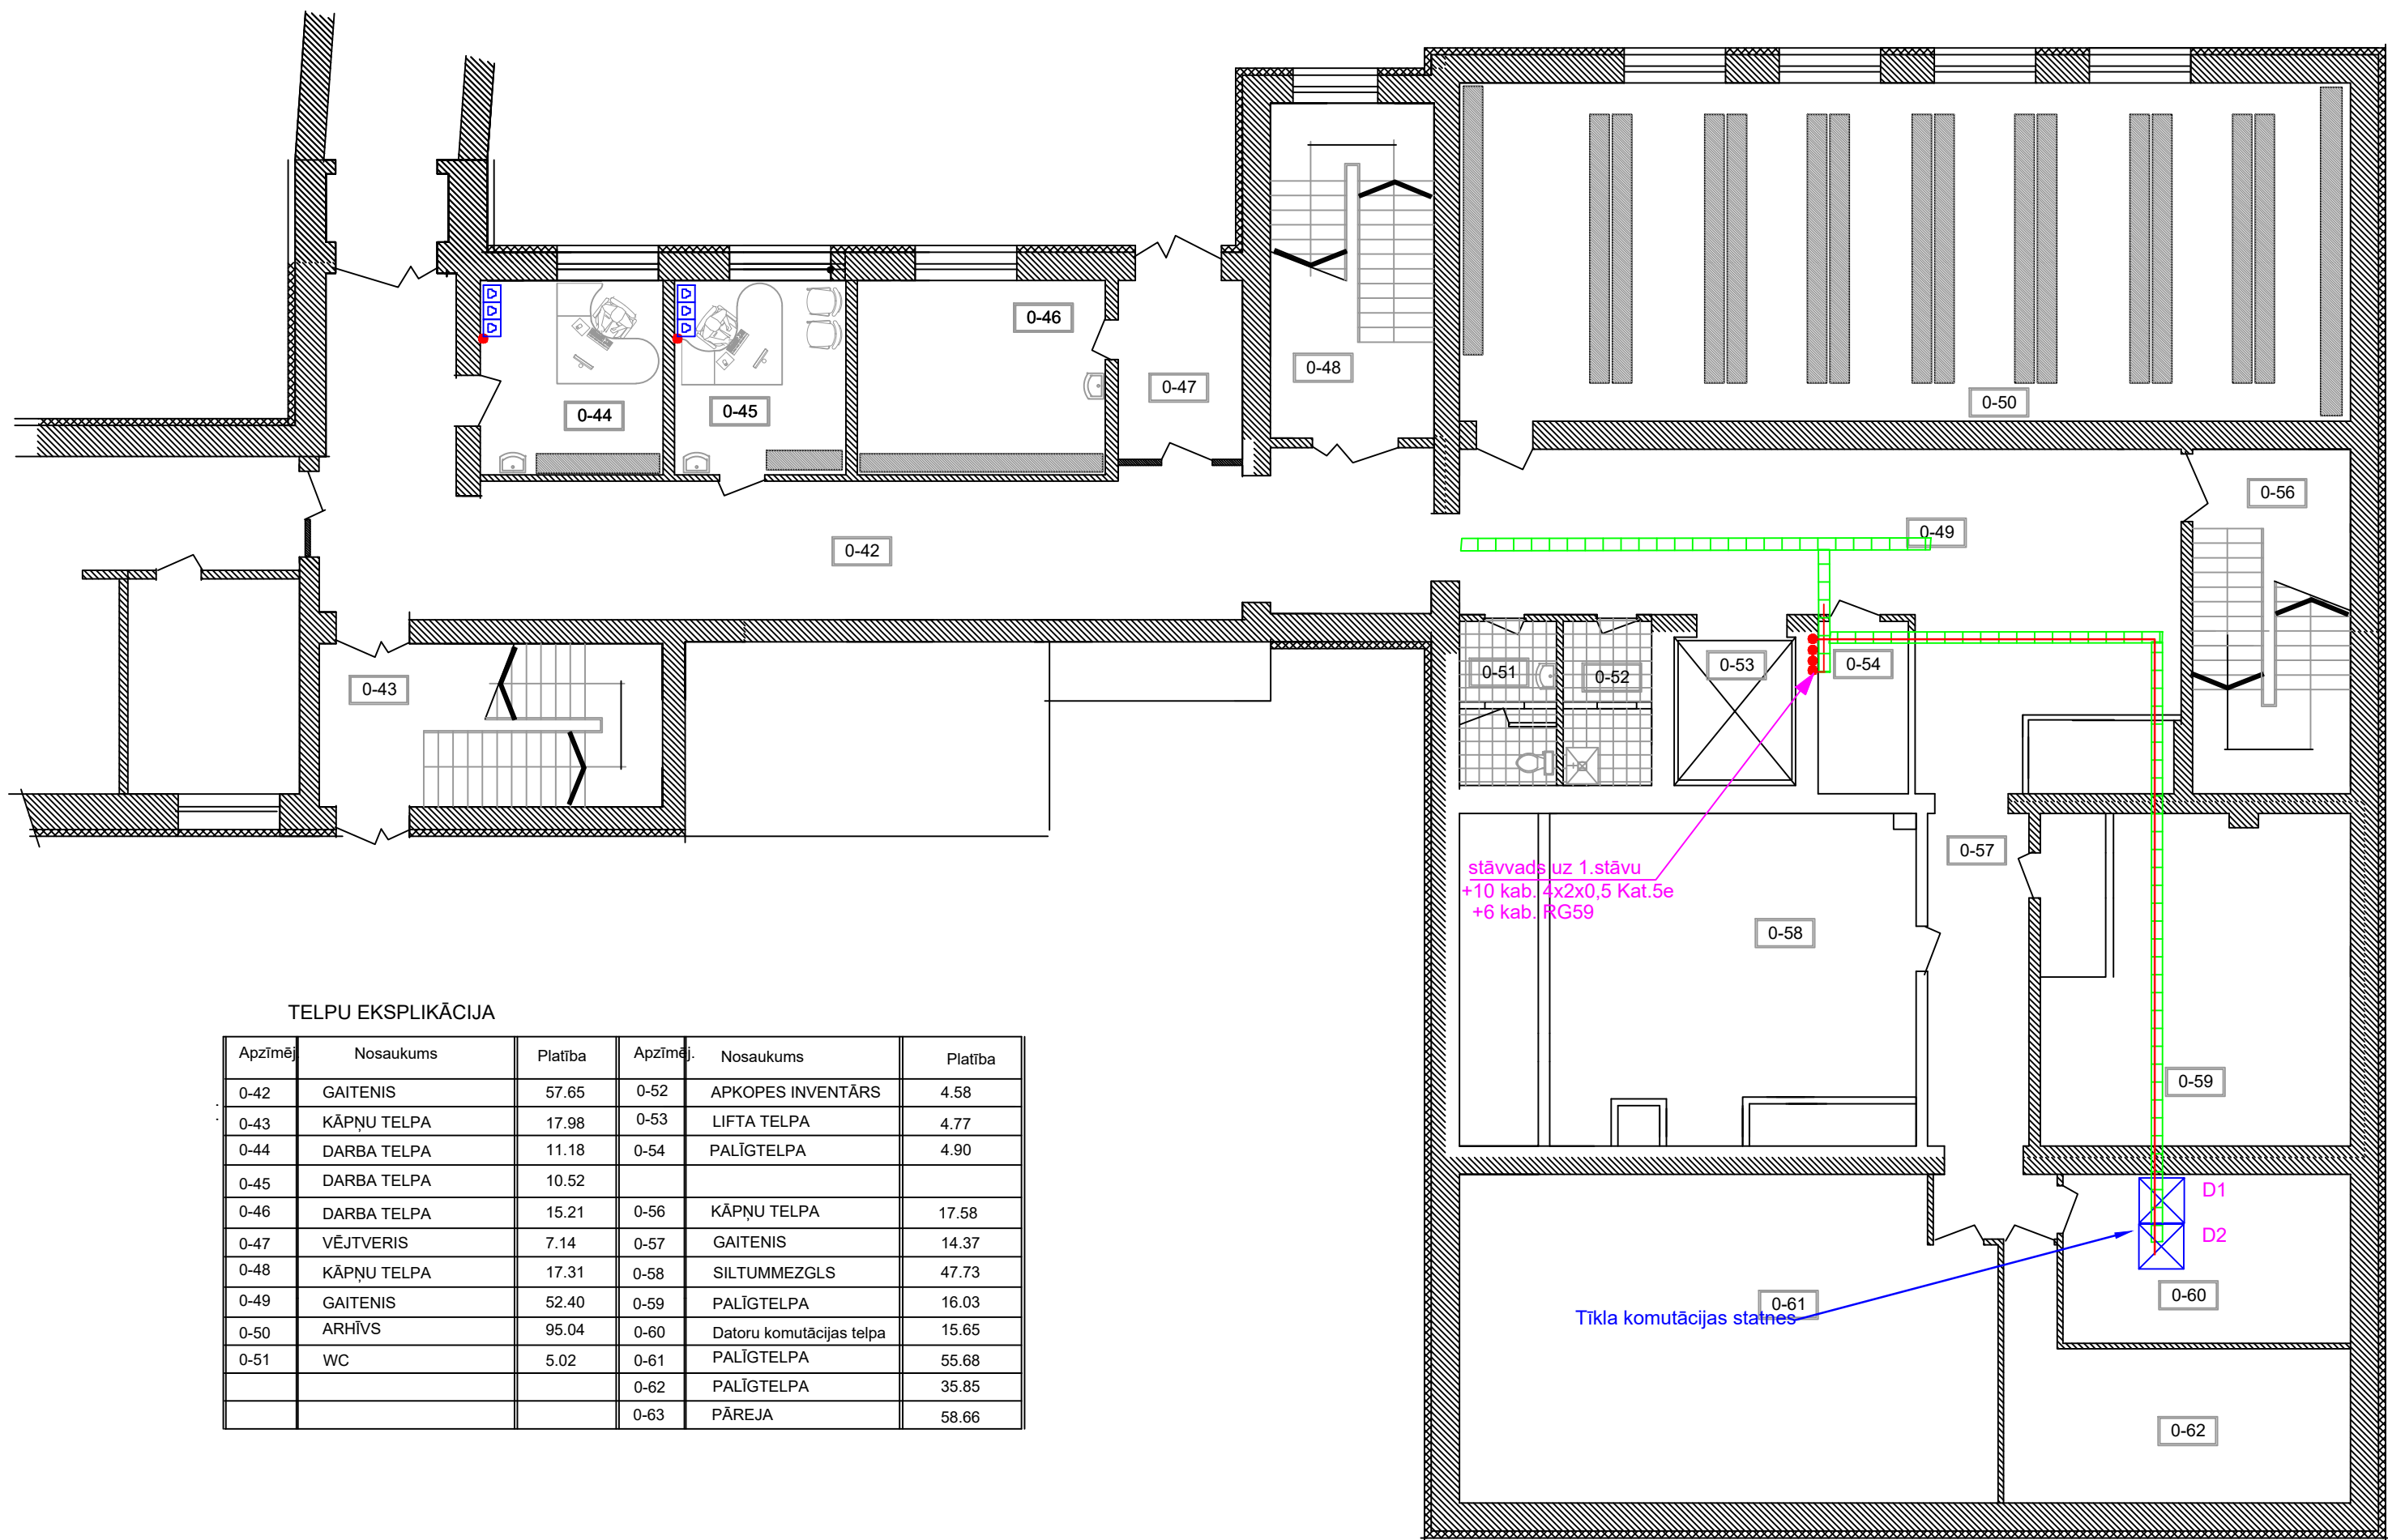 0-46
0-48
0-47
0-44
0-45
0-50
0-56
0-49
0-42
0-51
0-52
0-53
0-54
0-43
0-57
stāvvads uz 1.stāvu
+10 kab. 4x2x0,5 Kat.5e
+6 kab. RG59
0-58
0-59
D1
D2
0-60
0-61
Tīkla komutācijas statnes
0-62
TELPU EKSPLIKĀCIJA
Apzīmēj. Nosaukums Platība Apzīmēj. Nosaukums Platība
0-42 GAITENIS 57.65 0-52 APKOPES INVENTĀRS 4.58
0-43 KĀPŅU TELPA 17.98 0-53 LIFTA TELPA 4.77
0-44 DARBA TELPA 11.18 0-54 PALĪGTELPA 4.90
0-45 DARBA TELPA 10.52
0-46 DARBA TELPA 15.21 0-56 KĀPŅU TELPA 17.58
0-47 VĒJTVERIS 7.14 0-57 GAITENIS 14.37
0-48 KĀPŅU TELPA 17.31 0-58 SILTUMMEZGLS 47.73
0-49 GAITENIS 52.40 0-59 PALĪGTELPA 16.03
0-50 ARHĪVS 95.04 0-60 Datoru komutācijas telpa 15.65
0-51 WC 5.02 0-61 PALĪGTELPA 55.68
0-62 PALĪGTELPA 35.85
0-63 PĀREJA 58.66